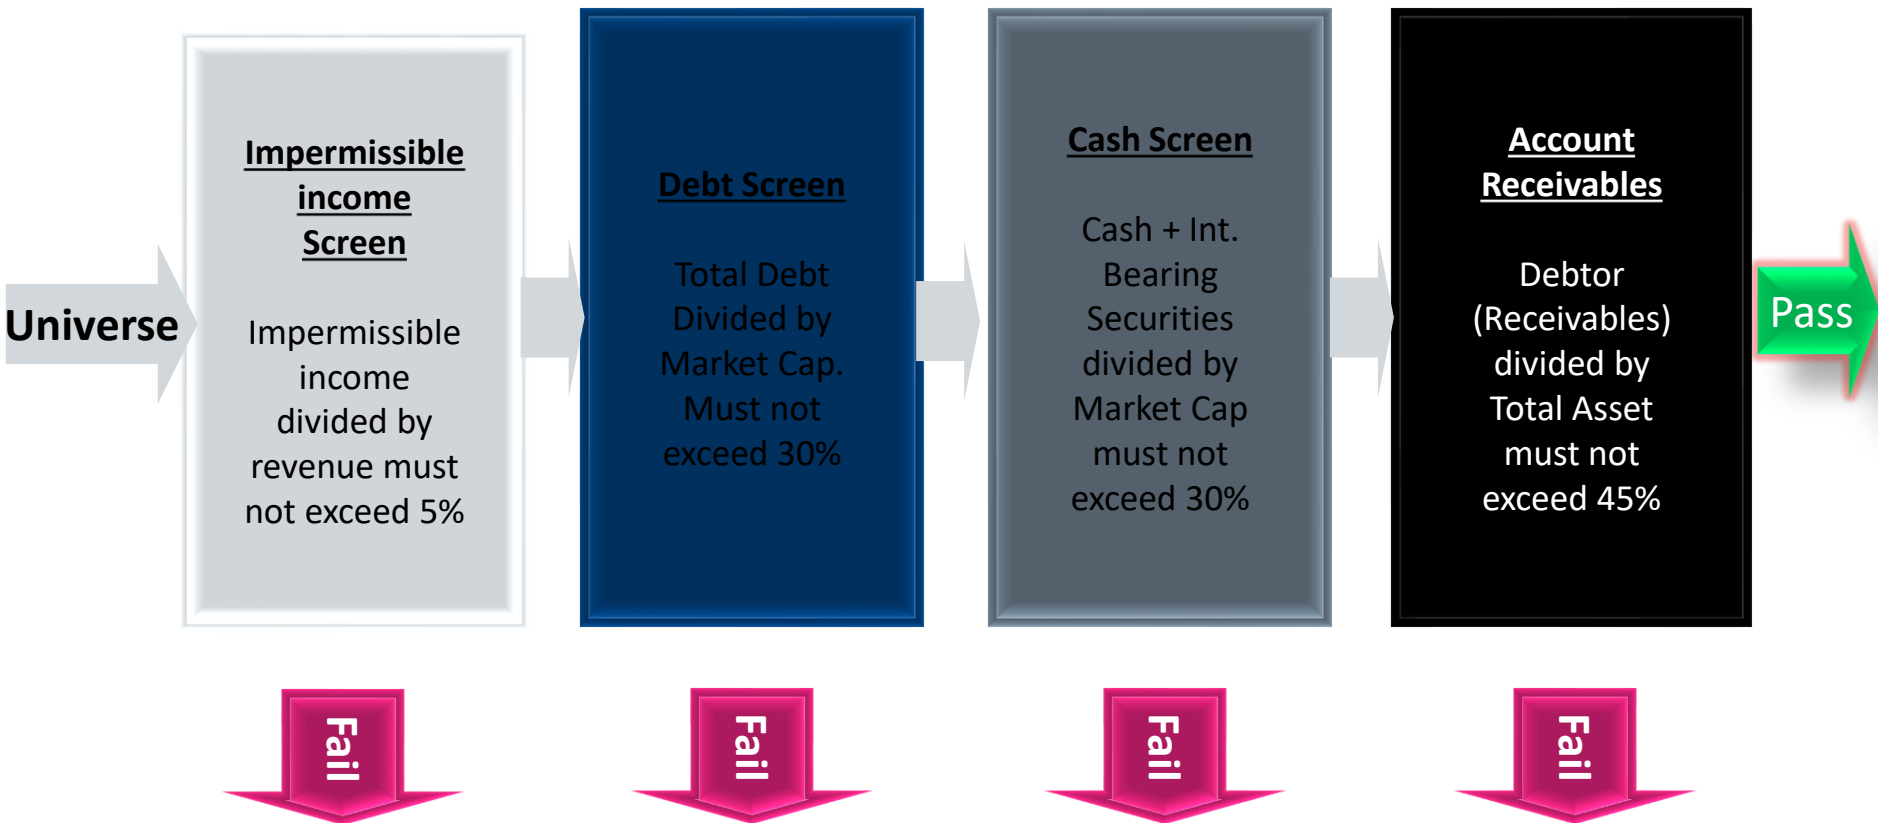 Universe
Impermissible
income
Screen
Impermissible
income
divided by
revenue must
not exceed 5%
Debt Screen
Total Debt
Divided by
Market Cap.
Must not
exceed 30%
Cash Screen
Cash + Int.
Bearing
Securities
divided by
Market Cap
must not
exceed 30%
Account
Receivables
Debtor
(Receivables)
divided by
Total Asset
must not
exceed 45%
Pass
Fail
Fail
Fail
Fail